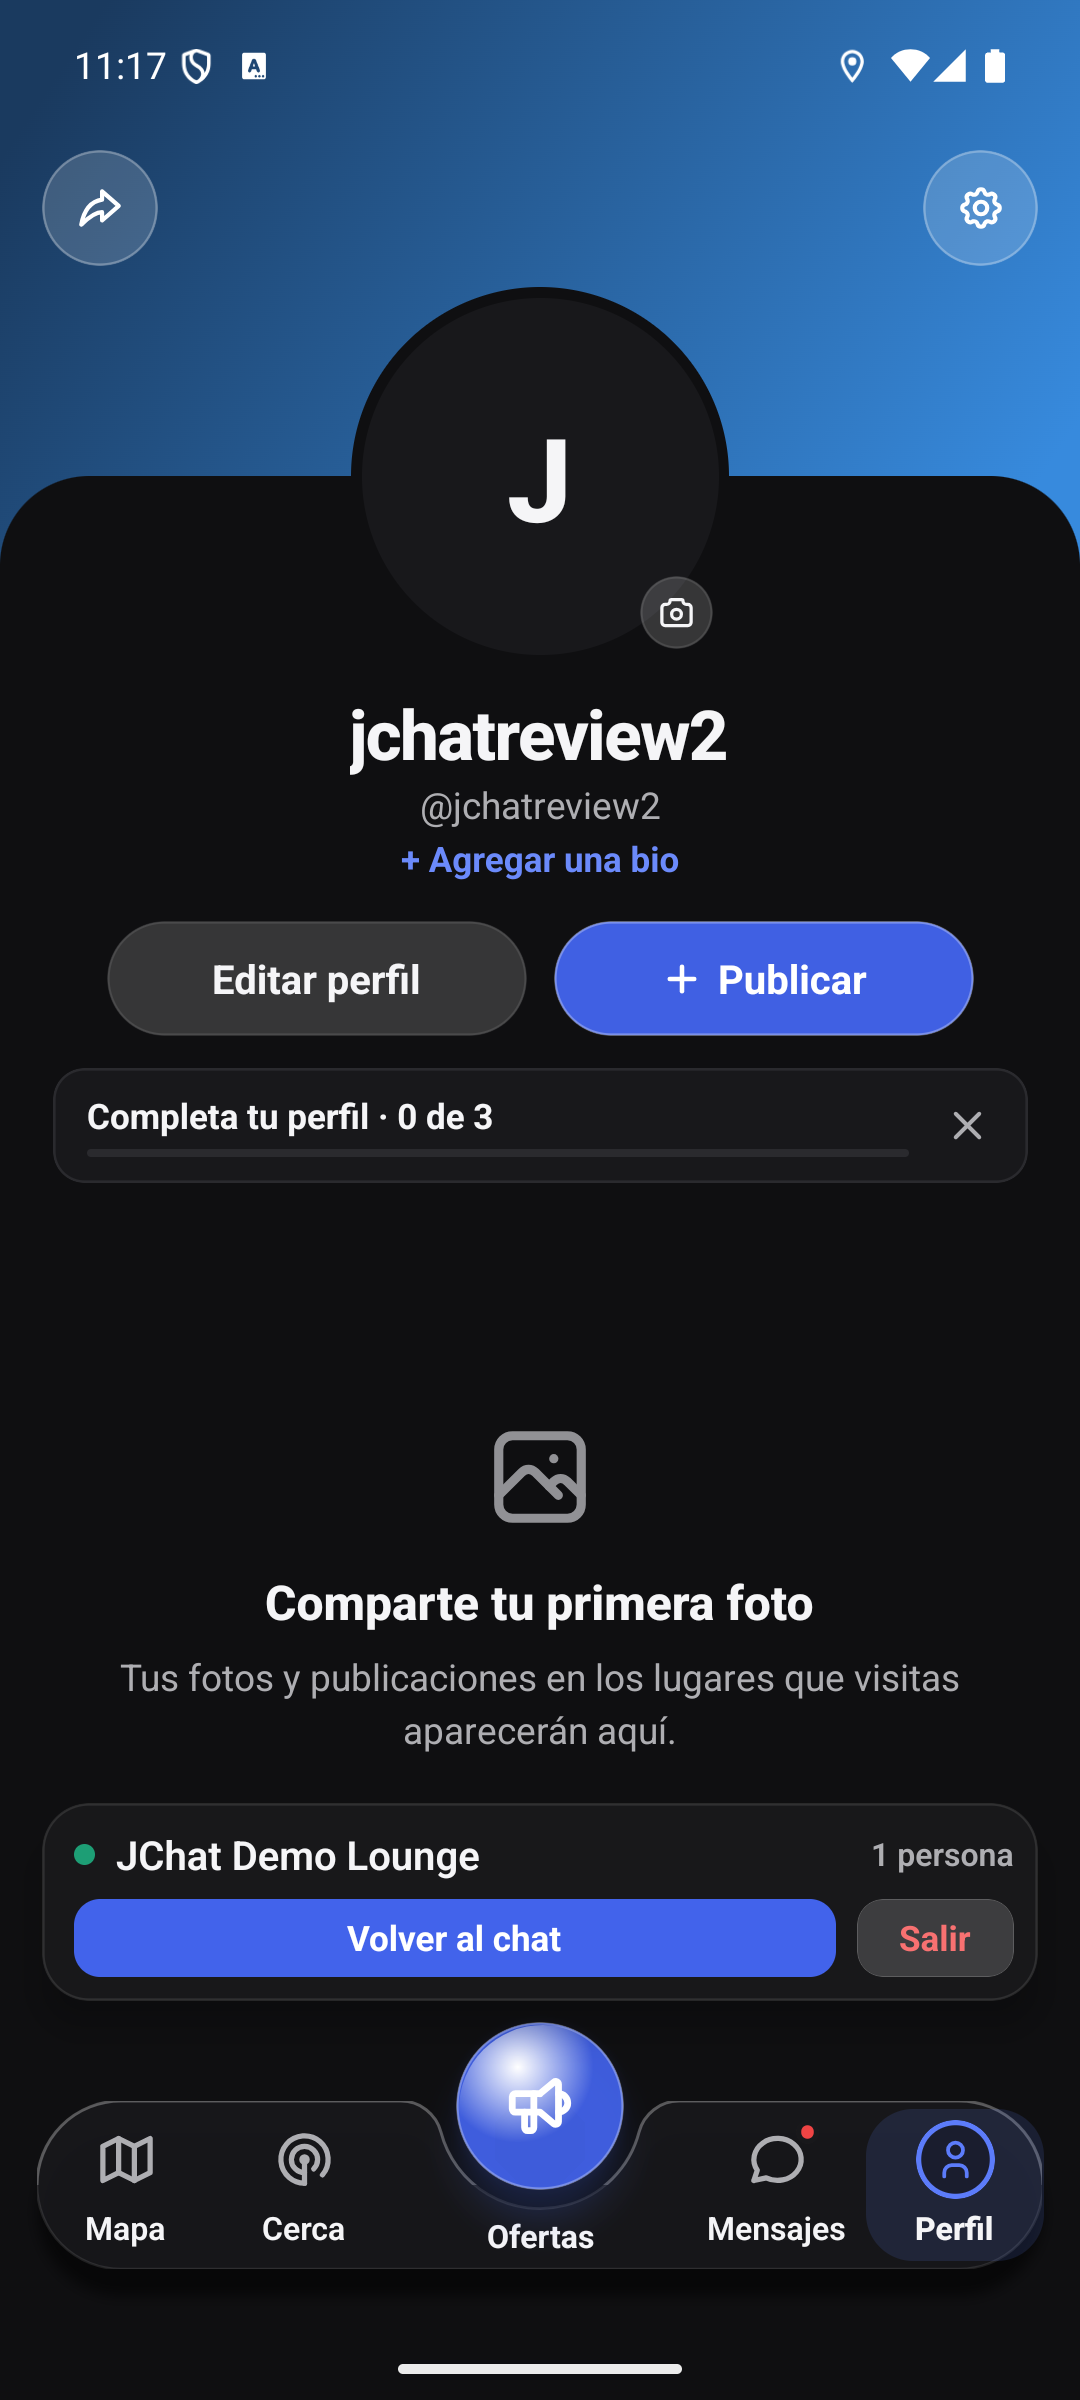 11:17
J
jchatreview2
@jchatreview2
+ Agregar una bio
Editar perfil
+ Publicar
Completa tu perfil · 0 de 3
Comparte tu primera foto
Tus fotos y publicaciones en los lugares que visitas
aparecerán aquí.
JChat Demo Lounge
1 persona
Volver al chat
Salir
Mapa
Cerca
Ofertas
Mensajes
Perfil